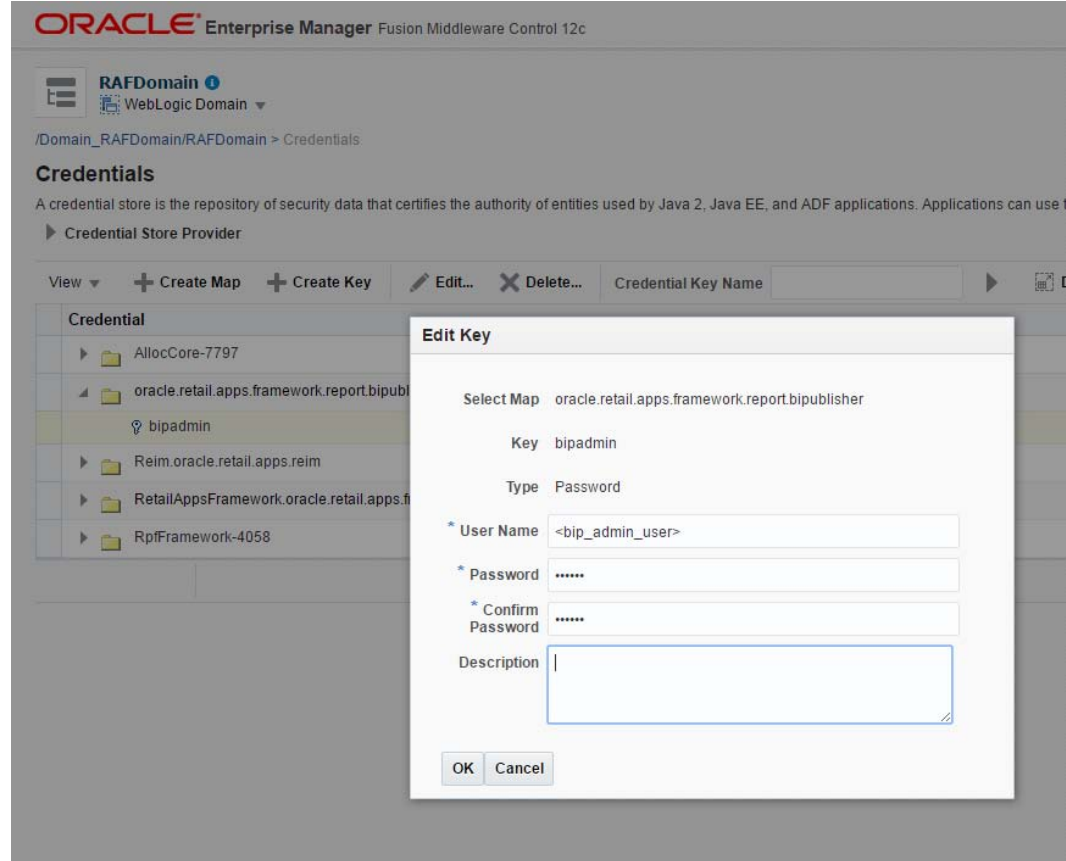 ORACLE Enterprise Manager Fusion Middleware Control 12c
RAFDomain
WebLogic Domain
/Domain_RAFDomain/RAFDomain > Credentials
Credentials
A credential store is the repository of security data that certifies the authority of entities used by Java 2, Java EE, and ADF applications. Applications can use
Credential Store Provider
View Create Map Create Key Edit... Delete... Credential Key Name
Credential
AllocCore-7797
oracle.retail.apps.framework.report.bipubl
bipadmin
Reim.oracle.retail.apps.reim
RetailAppsFramework.oracle.retail.apps.f
RpfFramework-4058
Edit Key
Select Map oracle.retail.apps.framework.report.bipublisher
Key bipadmin
Type Password
* User Name <bip_admin_user>
* Password ••••••
* Confirm
Password ••••••
Description
OK Cancel